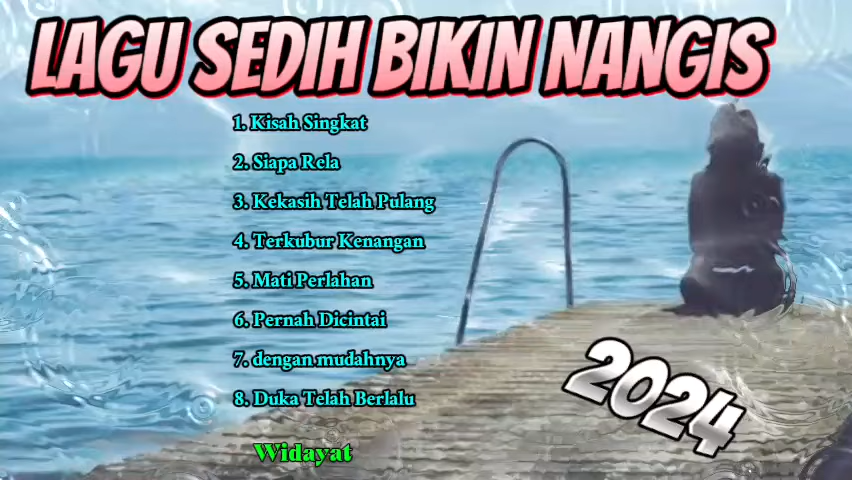 LAGU SEDIH BIKIN NANGIS
1. Kisah Singkat
2. Siapa Rela
3. Kekasih Telah Pulang
4. Terkubur Kenangan
5. Mati Perlahan
6. Pernah Dicintai
7. dengan mudahnya
8. Duka Telah Berlalu
2024
Widayat